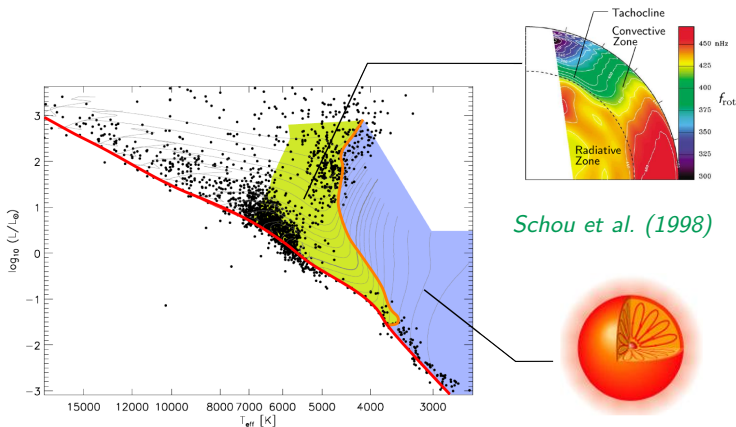 Tachocline
Convective
Zone
Radiative
Zone
450 nHz
425
400
375
350
325
300
f_rot
Schou et al. (1998)
log₁₀ (L/L⊙)
3
2
1
0
-1
-2
-3
15000 12000 10000 8000 7000 6000 5000 4000 3000
T_eff [K]